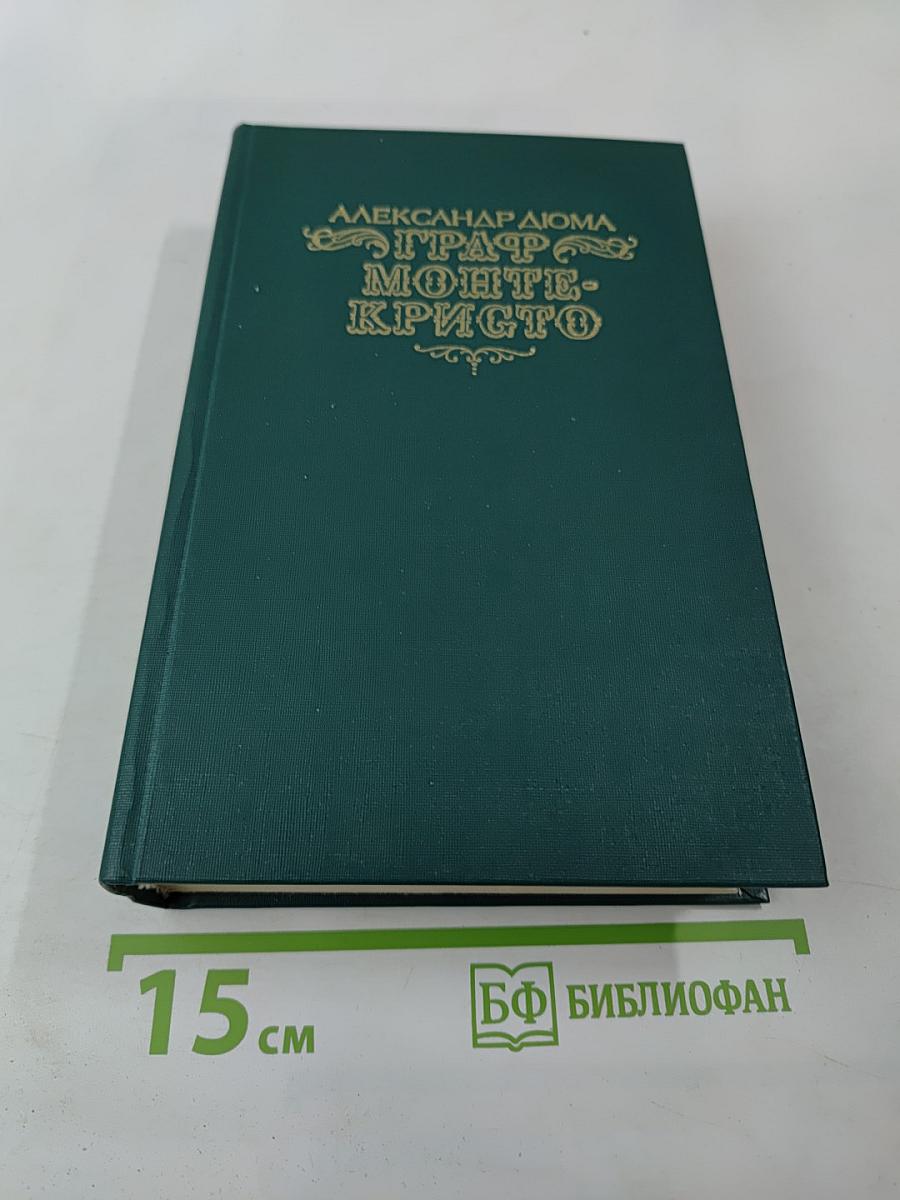 АЛЕКСАНДР ДЮМА
ГРАФ
МОНТЕ-
КРИСТО
15 см
БФ БИБЛИОФАН